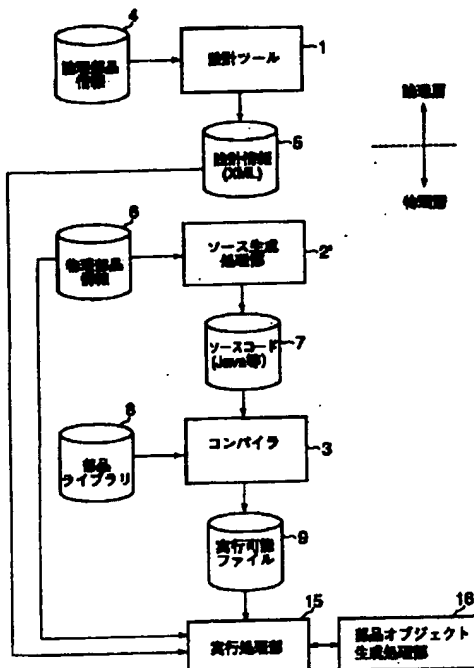 4
論理部品
情報
設計ツール
1
論理層
設計情報
(XML)
5
物理層
6
物理部品
情報
ソース生成
処理部
2'
ソースコード
(Java等)
7
8
部品
ライブラリ
コンパイラ
3
実行可能
ファイル
9
15
実行処理部
16
部品オブジェクト
生成処理部